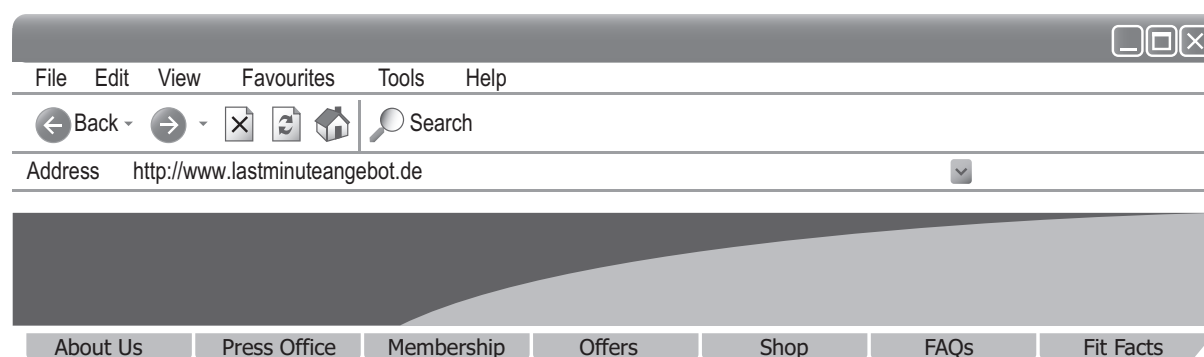 File Edit View Favourites Tools Help
Back Search
Address http://www.lastminuteangebot.de
About Us Press Office Membership Offers Shop FAQs Fit Facts